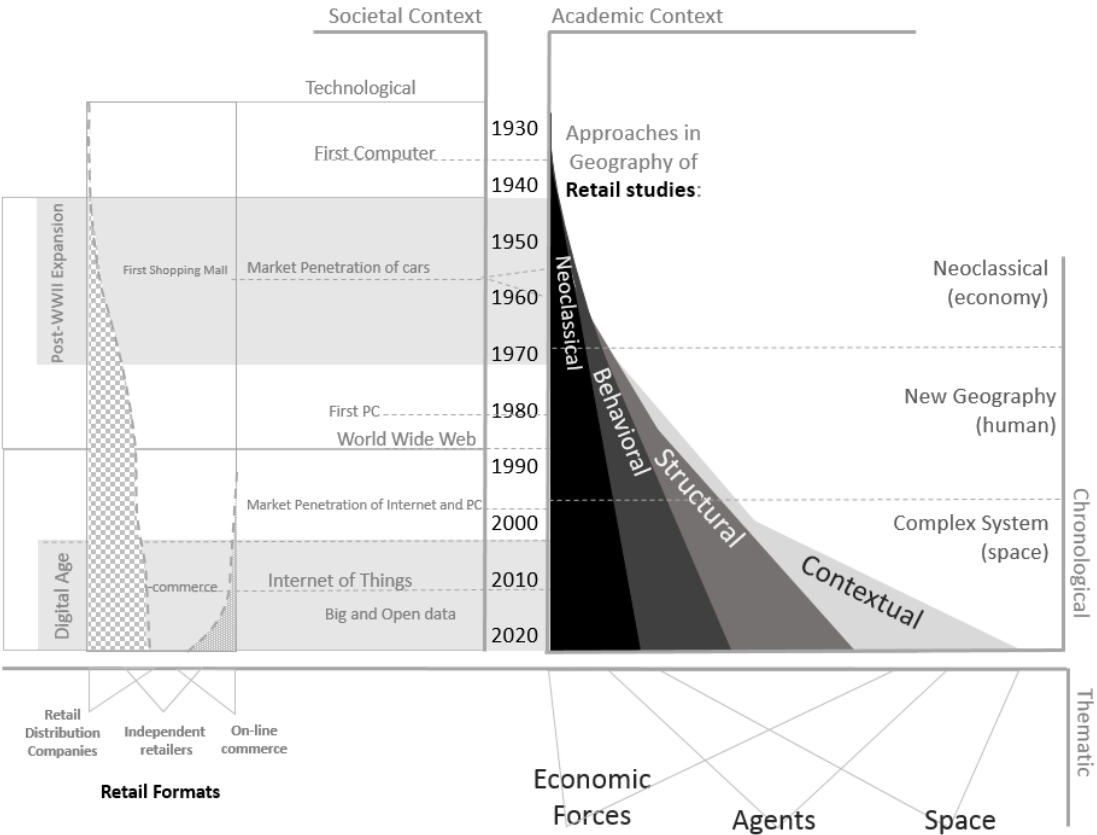 Societal Context
Academic Context
Technological
First Computer
Post-WWII Expansion
First Shopping Mall
Market Penetration of cars
First PC
World Wide Web
Market Penetration of Internet and PC
Digital Age
-commerce
Internet of Things
Big and Open data
1930
1940
1950
1960
1970
1980
1990
2000
2010
2020
Approaches in
Geography of
Retail studies:
Neoclassical
Behavioral
Structural
Contextual
Neoclassical
(economy)
New Geography
(human)
Complex System
(space)
Chronological
Thematic
Retail
Distribution
Companies
Independent
retailers
On-line
commerce
Retail Formats
Economic
Forces
Agents
Space